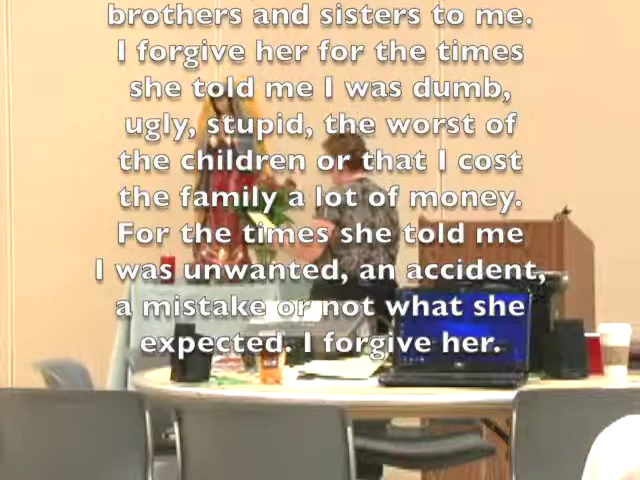 brothers and sisters to me.
I forgive her for the times
she told me I was dumb,
ugly, stupid, the worst of
the children or that I cost
the family a lot of money.
For the times she told me
I was unwanted, an accident,
a mistake or not what she
expected. I forgive her.